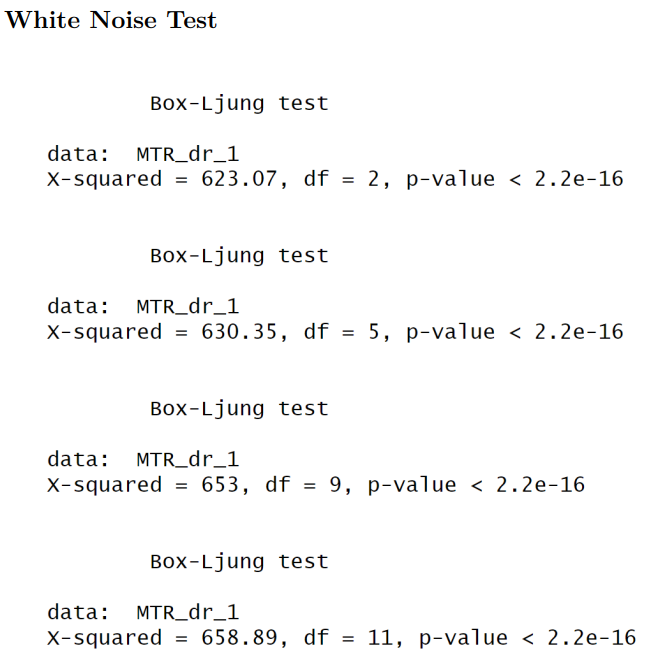 White Noise Test
Box-Ljung test
data:  MTR_dr_1
X-squared = 623.07, df = 2, p-value < 2.2e-16
Box-Ljung test
data:  MTR_dr_1
X-squared = 630.35, df = 5, p-value < 2.2e-16
Box-Ljung test
data:  MTR_dr_1
X-squared = 653, df = 9, p-value < 2.2e-16
Box-Ljung test
data:  MTR_dr_1
X-squared = 658.89, df = 11, p-value < 2.2e-16